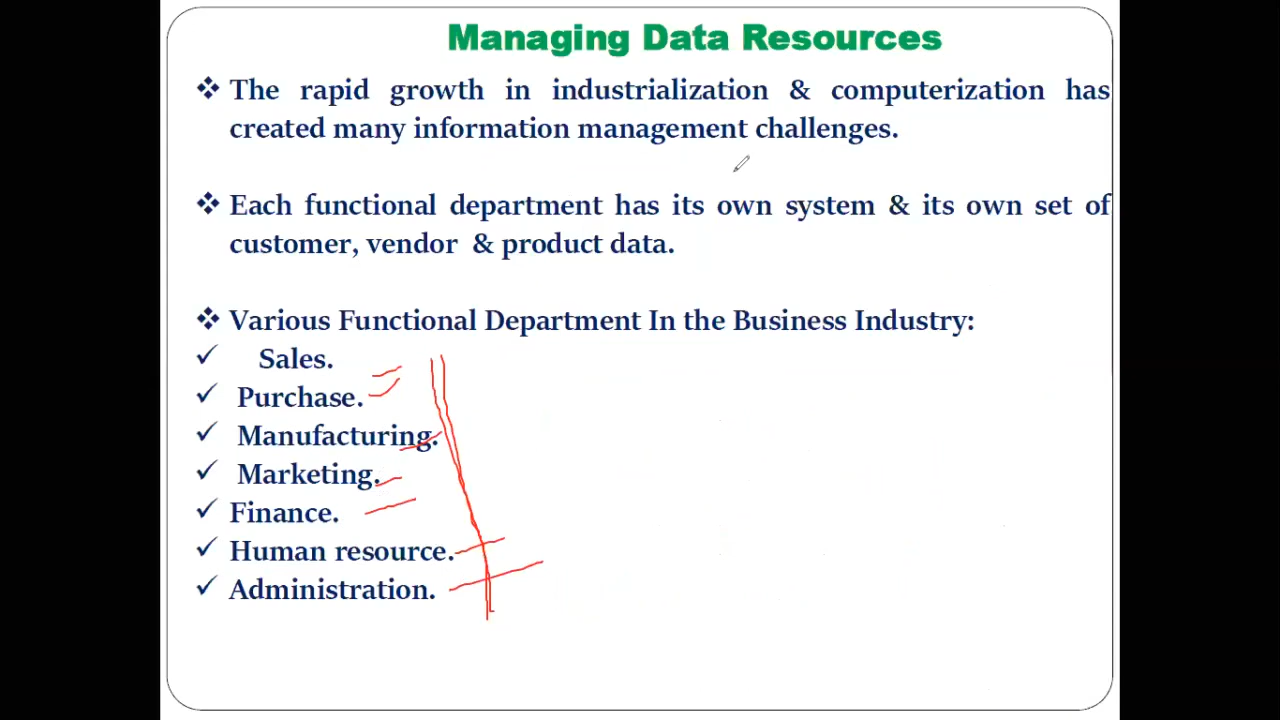 Managing Data Resources
The rapid growth in industrialization & computerization has
created many information management challenges.
Each functional department has its own system & its own set of
customer, vendor & product data.
Various Functional Department In the Business Industry:
Sales.
Purchase.
Manufacturing.
Marketing.
Finance.
Human resource.
Administration.